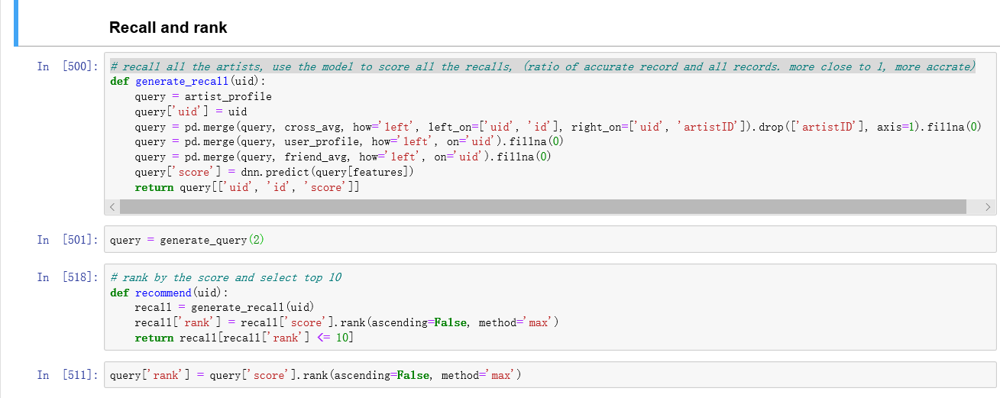 Recall and rank
In [500]:
# recall all the artists, use the model to score all the recalls, (ratio of accurate record and all records. more close to 1, more accrate)
def generate_recall(uid):
    query = artist_profile
    query['uid'] = uid
    query = pd.merge(query, cross_avg, how='left', left_on=['uid', 'id'], right_on=['uid', 'artistID']).drop(['artistID'], axis=1).fillna(0)
    query = pd.merge(query, user_profile, how='left', on='uid').fillna(0)
    query = pd.merge(query, friend_avg, how='left', on='uid').fillna(0)
    query['score'] = dnn.predict(query[features])
    return query[['uid', 'id', 'score']]
In [501]:
query = generate_query(2)
In [518]:
# rank by the score and select top 10
def recommend(uid):
    recall = generate_recall(uid)
    recall['rank'] = recall['score'].rank(ascending=False, method='max')
    return recall[recall['rank'] <= 10]
In [511]:
query['rank'] = query['score'].rank(ascending=False, method='max')